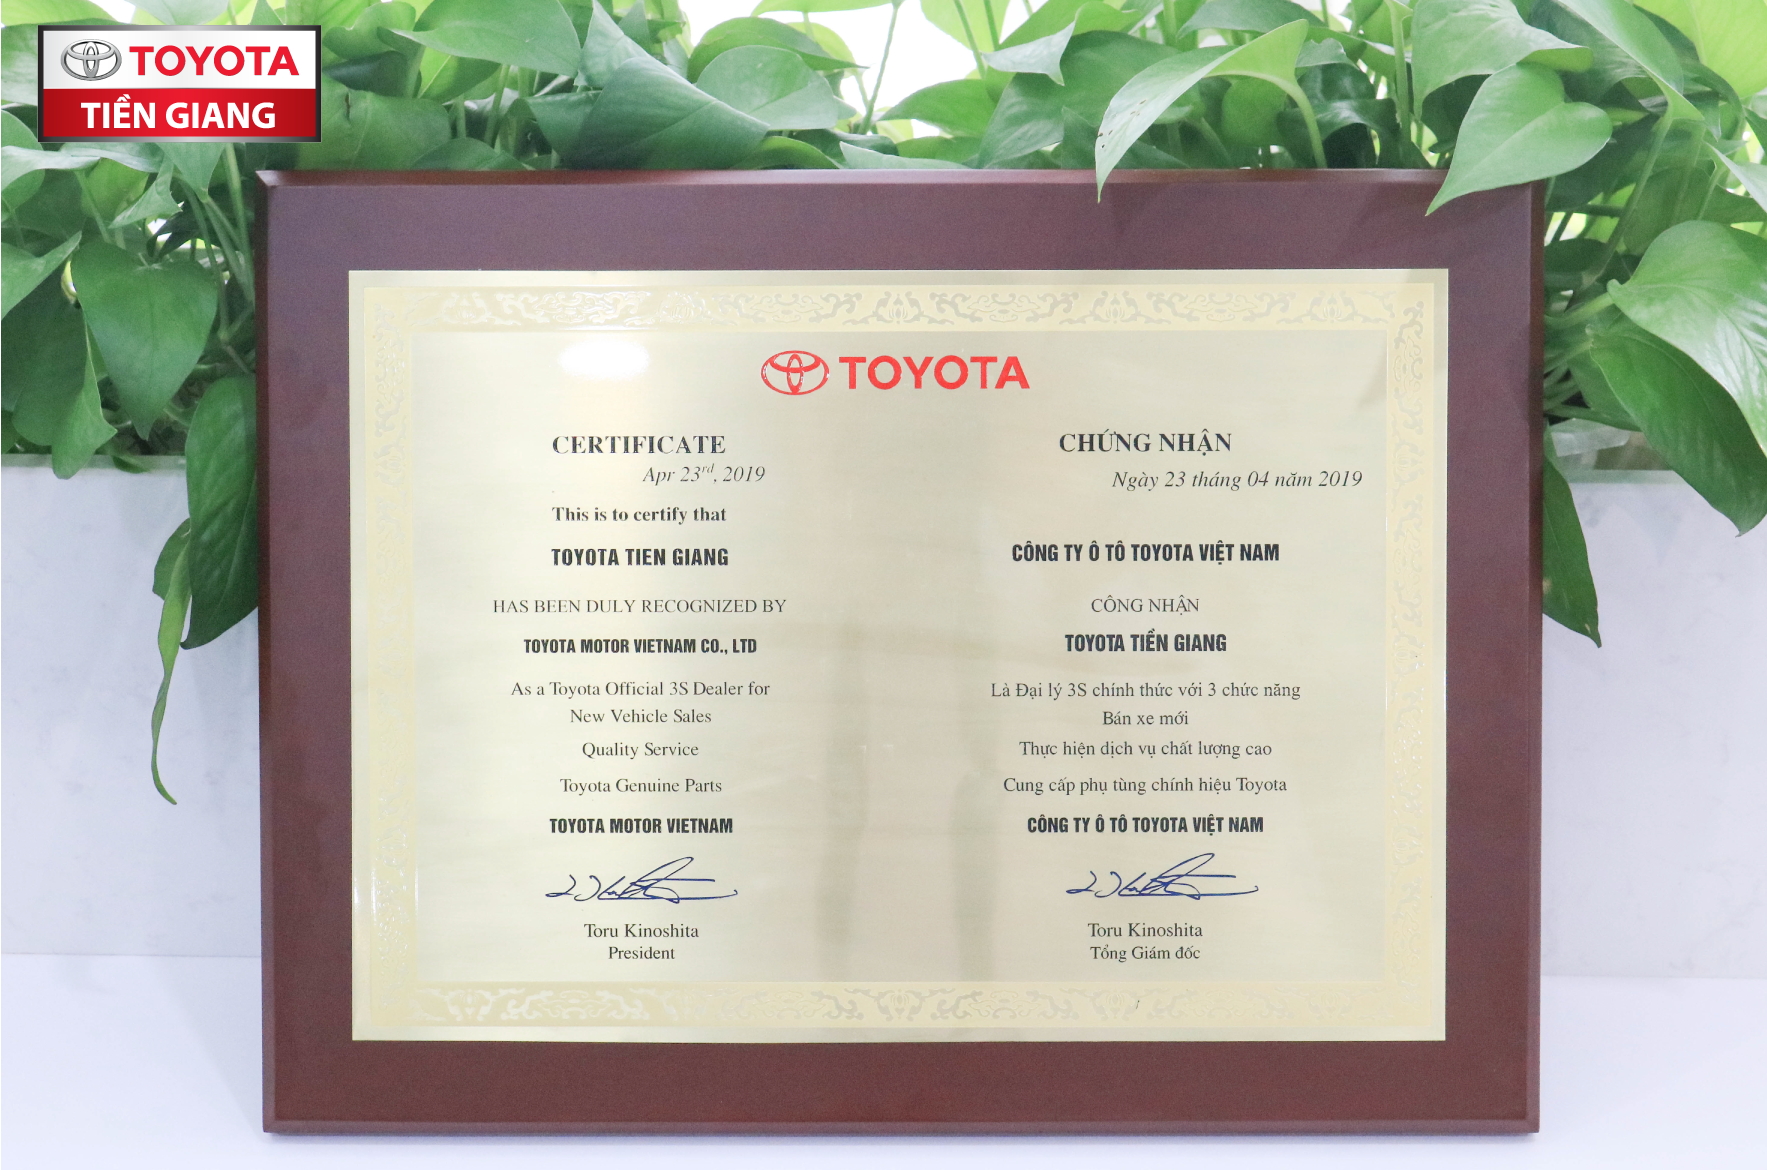 TOYOTA
TIỀN GIANG
TOYOTA
CERTIFICATE
Apr 23rd, 2019
This is to certify that
TOYOTA TIEN GIANG
HAS BEEN DULY RECOGNIZED BY
TOYOTA MOTOR VIETNAM CO., LTD
As a Toyota Official 3S Dealer for
New Vehicle Sales
Quality Service
Toyota Genuine Parts
TOYOTA MOTOR VIETNAM
Toru Kinoshita
President
CHỨNG NHẬN
Ngày 23 tháng 04 năm 2019
CÔNG TY Ô TÔ TOYOTA VIỆT NAM
CÔNG NHẬN
TOYOTA TIỀN GIANG
Là Đại lý 3S chính thức với 3 chức năng
Bán xe mới
Thực hiện dịch vụ chất lượng cao
Cung cấp phụ tùng chính hiệu Toyota
CÔNG TY Ô TÔ TOYOTA VIỆT NAM
Toru Kinoshita
Tổng Giám đốc